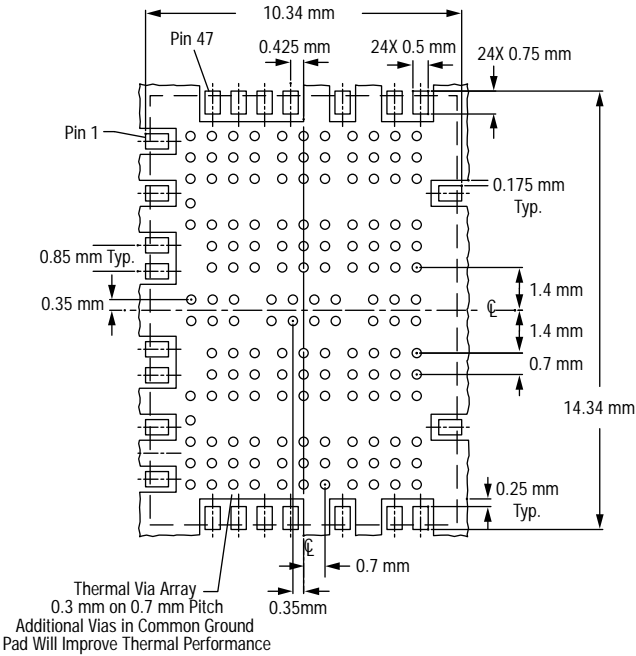 10.34 mm
Pin 47
0.425 mm
24X 0.5 mm
24X 0.75 mm
Pin 1
0.175 mm
Typ.
0.85 mm Typ.
0.35 mm
1.4 mm
℄
1.4 mm
0.7 mm
14.34 mm
0.25 mm
Typ.
℄
0.7 mm
0.35mm
Thermal Via Array
0.3 mm on 0.7 mm Pitch
Additional Vias in Common Ground
Pad Will Improve Thermal Performance